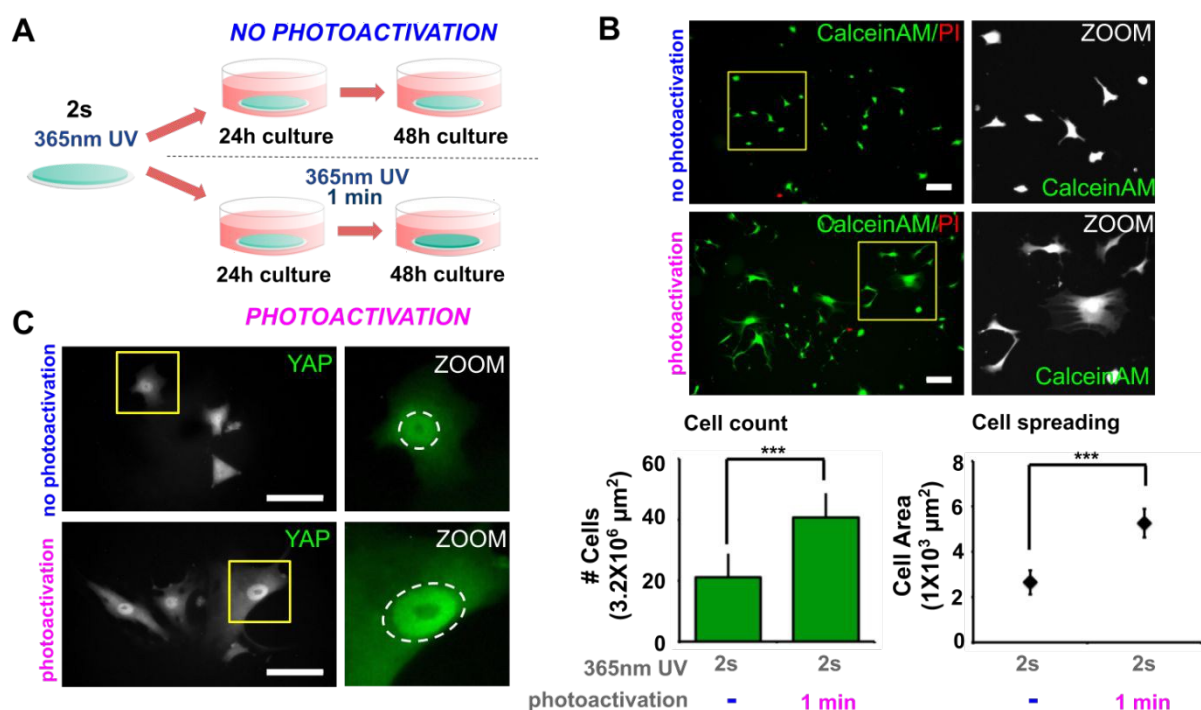 A
NO PHOTOACTIVATION
2s
365nm UV
24h culture
48h culture
365nm UV
1 min
24h culture
48h culture
PHOTOACTIVATION
B
no photoactivation
CalceinAM/PI
ZOOM
CalceinAM
photoactivation
CalceinAM/PI
ZOOM
CalceinAM
Cell count
***
60
40
20
0
# Cells
(3.2X10⁶ µm²)
365nm UV
2s
2s
photoactivation
-
1 min
Cell spreading
***
8
6
4
2
0
Cell Area
(1X10³ µm²)
2s
2s
-
1 min
C
no photoactivation
YAP
ZOOM
photoactivation
YAP
ZOOM